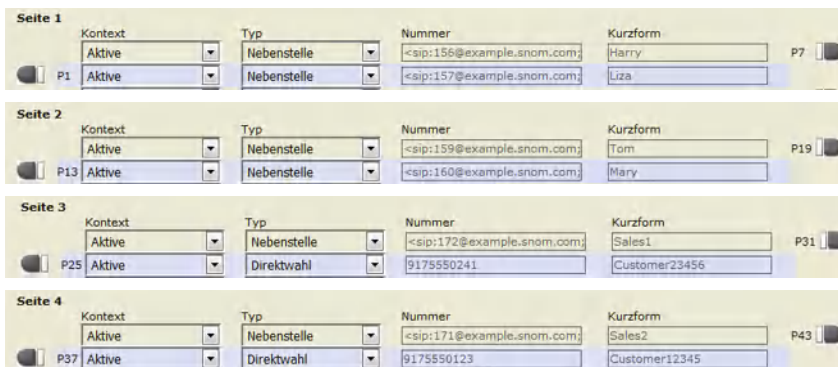 Seite 1
Kontext Typ Nummer Kurzform
Aktive Nebenstelle <sip:156@example.snom.com; Harry P7
P1 Aktive Nebenstelle <sip:157@example.snom.com; Liza
Seite 2
Kontext Typ Nummer Kurzform
Aktive Nebenstelle <sip:159@example.snom.com; Tom P19
P13 Aktive Nebenstelle <sip:160@example.snom.com; Mary
Seite 3
Kontext Typ Nummer Kurzform
Aktive Nebenstelle <sip:172@example.snom.com; Sales1 P31
P25 Aktive Direktwahl 9175550241 Customer23456
Seite 4
Kontext Typ Nummer Kurzform
Aktive Nebenstelle <sip:171@example.snom.com; Sales2 P43
P37 Aktive Direktwahl 9175550123 Customer12345